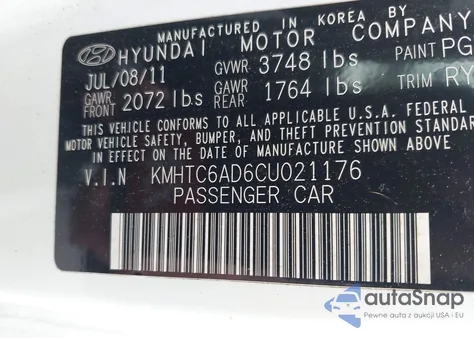 MANUFACTURED IN KOREA BY
HYUNDAI MOTOR COMPANY
JUL/08/11 GVWR 3748 lbs PAINT PG
GAWR FRONT 2072 lbs GAWR REAR 1764 lbs TRIM RY
THIS VEHICLE CONFORMS TO ALL APPLICABLE U.S.A. FEDERAL
MOTOR VEHICLE SAFETY, BUMPER, AND THEFT PREVENTION STANDAR
EFFECT ON THE DATE OF MANUFACTURE SHOWN ABOVE
V.I.N KMHTC6AD6CU021176
PASSENGER CAR
autoSnap
Pewne auta z aukcji USA i EU